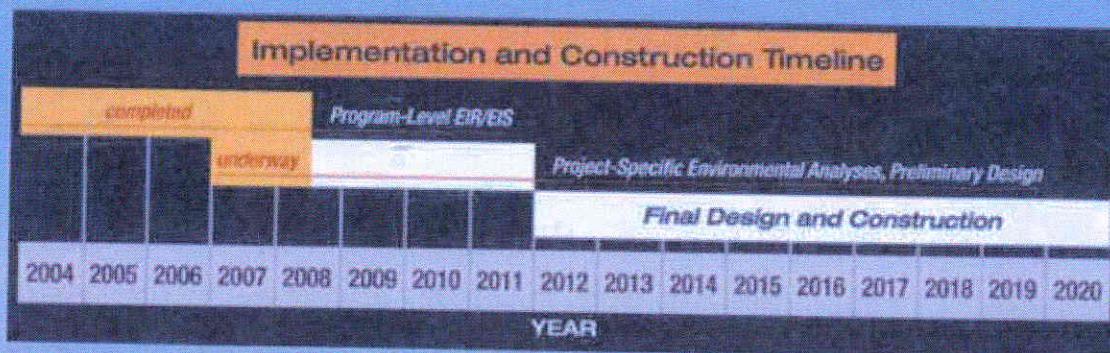 Implementation and Construction Timeline
completed Program-Level EIR/EIS
underway Project-Specific Environmental Analyses, Preliminary Design
Final Design and Construction
2004 2005 2006 2007 2008 2009 2010 2011 2012 2013 2014 2015 2016 2017 2018 2019 2020
YEAR